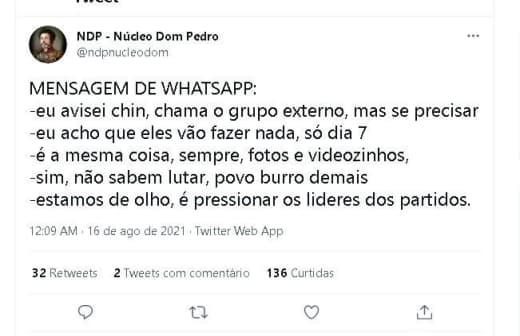 Tweet
NDP - Núcleo Dom Pedro
@ndpnucleodom
MENSAGEM DE WHATSAPP:
-eu avisei chin, chama o grupo externo, mas se precisar
-eu acho que eles vão fazer nada, só dia 7
-é a mesma coisa, sempre, fotos e videozinhos,
-sim, não sabem lutar, povo burro demais
-estamos de olho, é pressionar os lideres dos partidos.
12:09 AM · 16 de ago de 2021 · Twitter Web App
32 Retweets 2 Tweets com comentário 136 Curtidas